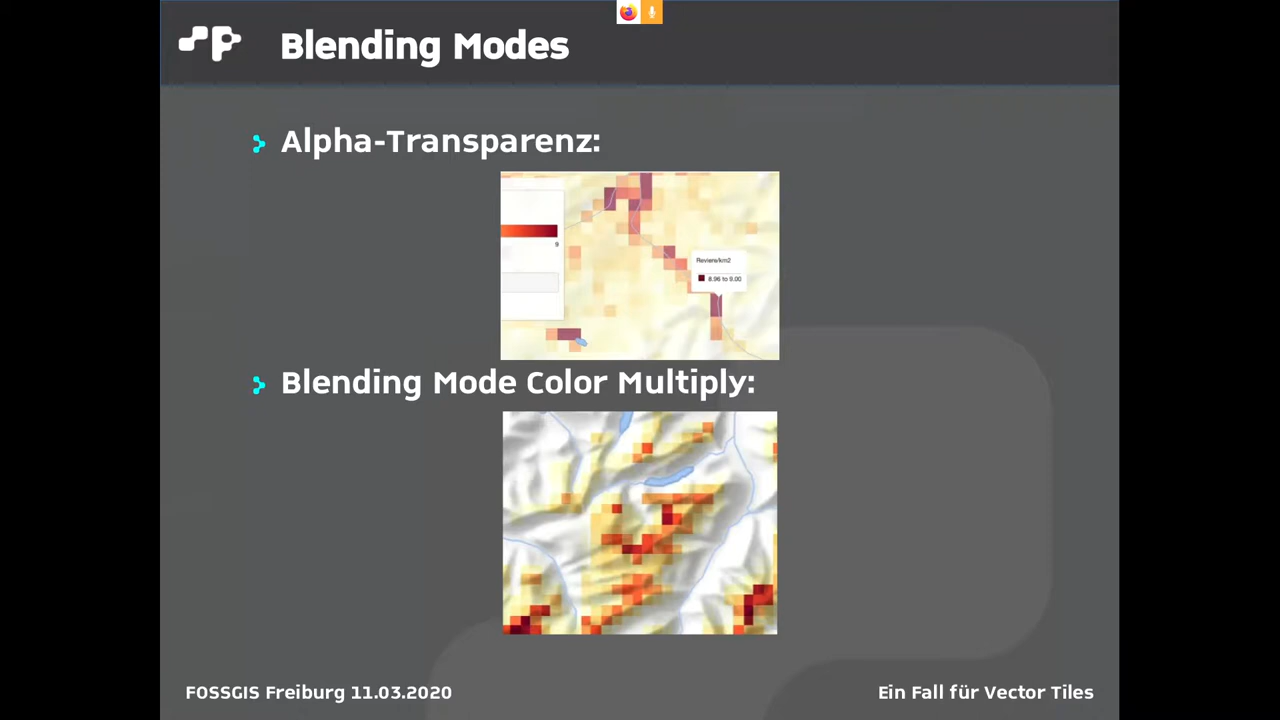 Blending Modes
Alpha-Transparenz:
9
Reviere/km2
8.96 to 9.00
Blending Mode Color Multiply:
FOSSGIS Freiburg 11.03.2020
Ein Fall für Vector Tiles